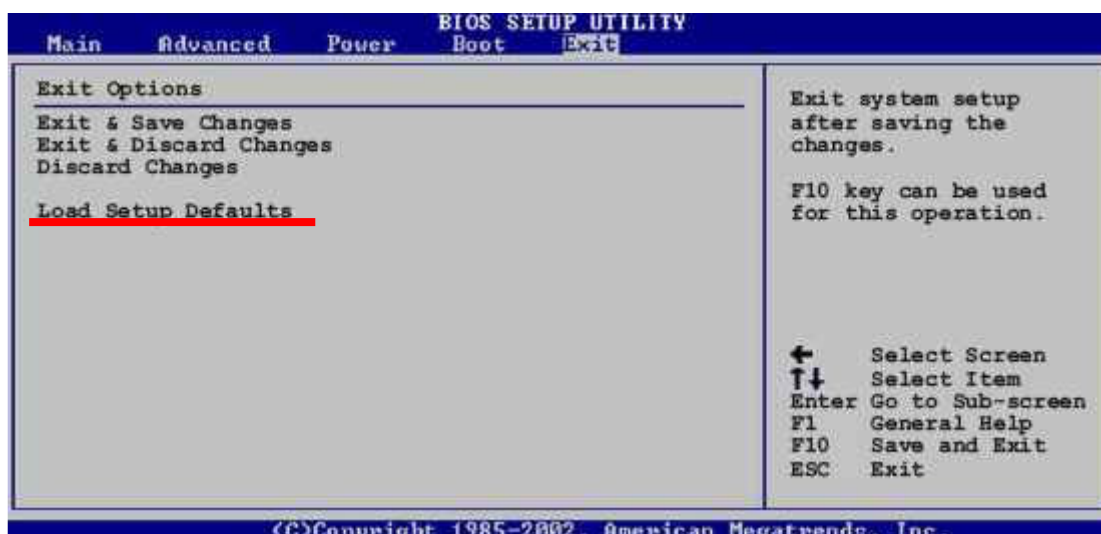 BIOS SETUP UTILITY
Main Advanced Power Boot Exit
Exit Options
Exit & Save Changes
Exit & Discard Changes
Discard Changes
Load Setup Defaults
Exit system setup
after saving the
changes.
F10 key can be used
for this operation.
← Select Screen
↑↓ Select Item
Enter Go to Sub-screen
F1 General Help
F10 Save and Exit
ESC Exit
(C)Copyright 1985-2002, American Megatrends, Inc.